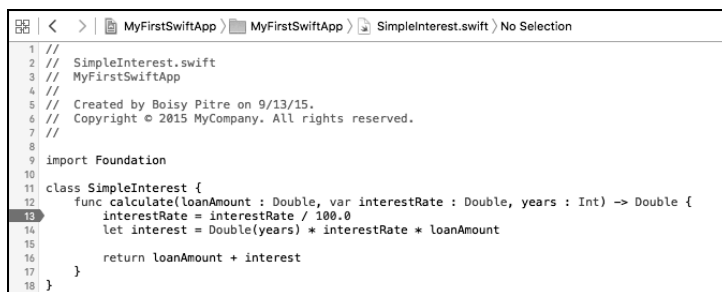 MyFirstSwiftApp MyFirstSwiftApp SimpleInterest.swift No Selection
1 //
2 //  SimpleInterest.swift
3 //  MyFirstSwiftApp
4 //
5 //  Created by Boisy Pitre on 9/13/15.
6 //  Copyright © 2015 MyCompany. All rights reserved.
7 //
8
9 import Foundation
10
11 class SimpleInterest {
12     func calculate(loanAmount : Double, var interestRate : Double, years : Int) -> Double {
13         interestRate = interestRate / 100.0
14         let interest = Double(years) * interestRate * loanAmount
15
16         return loanAmount + interest
17     }
18 }